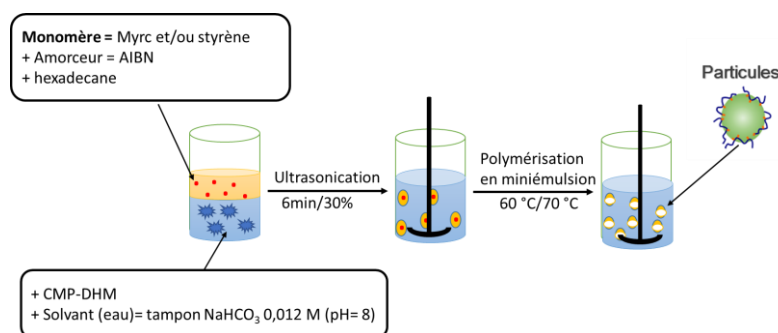 Monomère = Myrc et/ou styrène
+ Amorceur = AIBN
+ hexadecane
Particules
Ultrasonication
6min/30%
Polymérisation
en miniémulsion
60 °C/70 °C
+ CMP-DHM
+ Solvant (eau)= tampon NaHCO₃ 0,012 M (pH= 8)